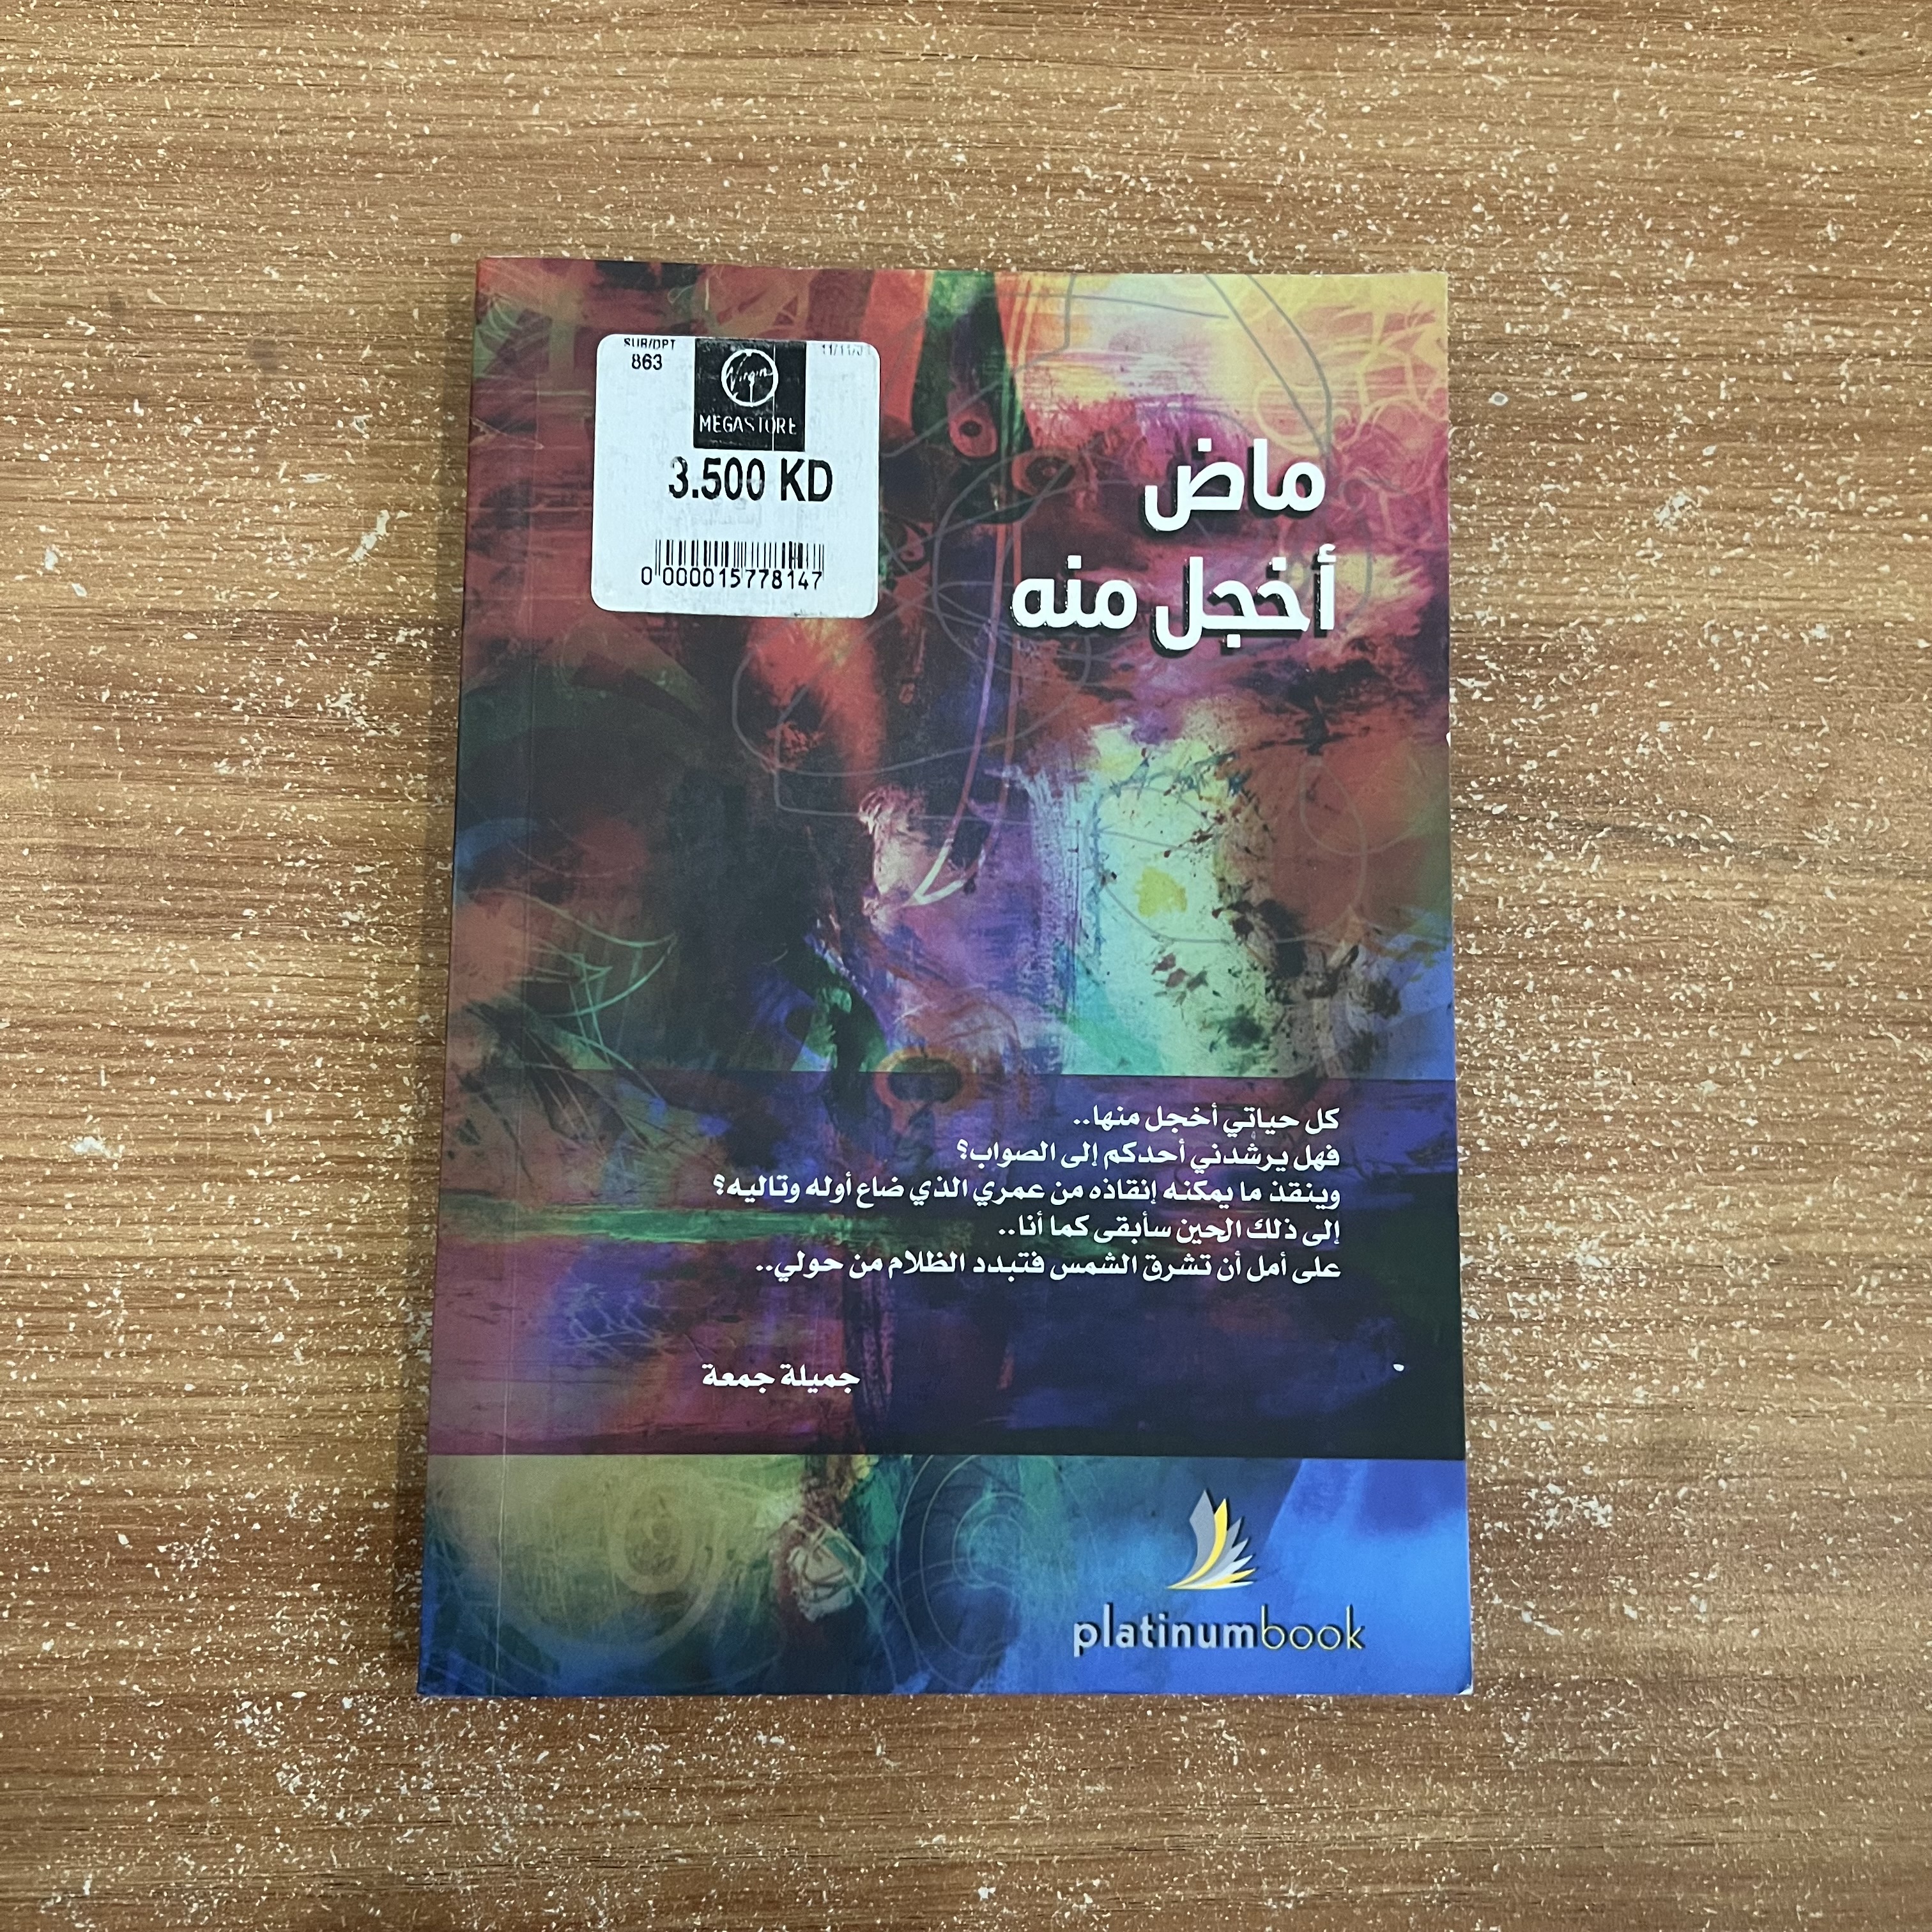 SUB/DPT
863
Virgin
MEGASTORE
3.500 KD
0 000015778147
ماض
أخجل منه
كل حياتي أخجل منها..
فهل يرشدني أحدكم إلى الصواب؟
وينقذ ما يمكنه إنقاذه من عمري الذي ضاع أوله وتاليه؟
إلى ذلك الحين سأبقى كما أنا..
على أمل أن تشرق الشمس فتبدد الظلام من حولي..
جميلة جمعة
platinumbook